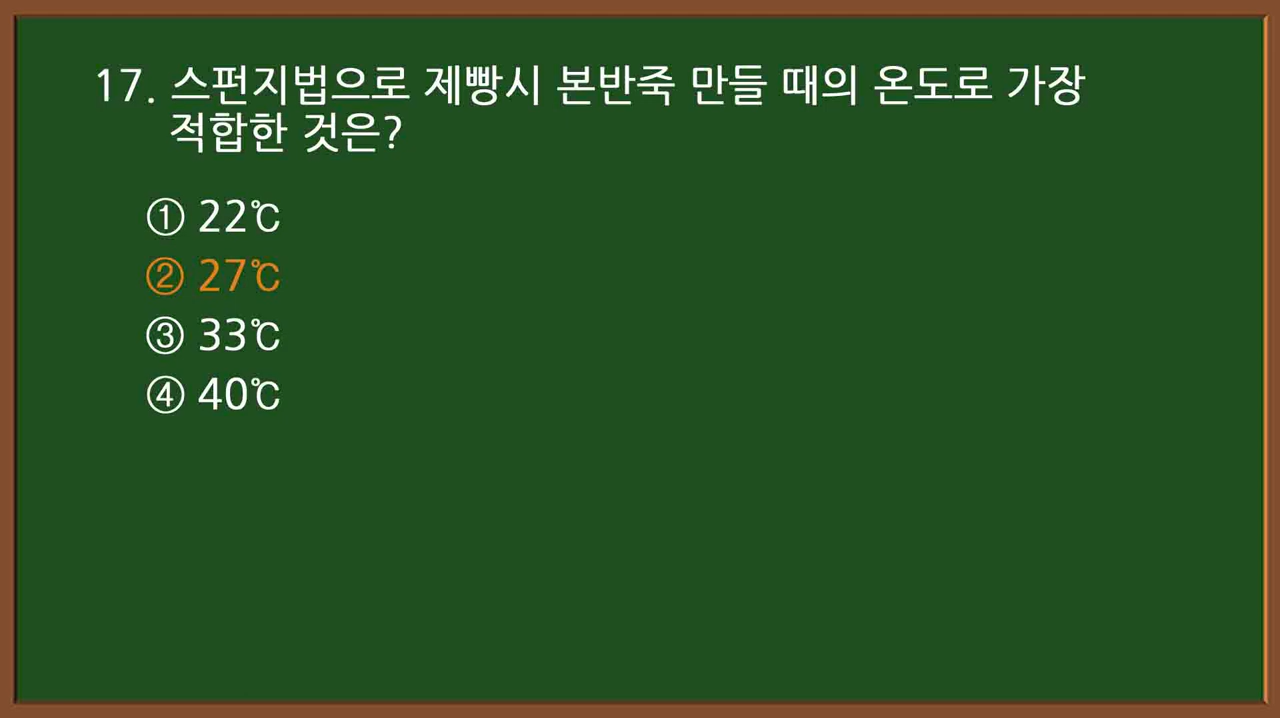 17. 스펀지법으로 제빵시 본반죽 만들 때의 온도로 가장
적합한 것은?
① 22℃
② 27℃
③ 33℃
④ 40℃